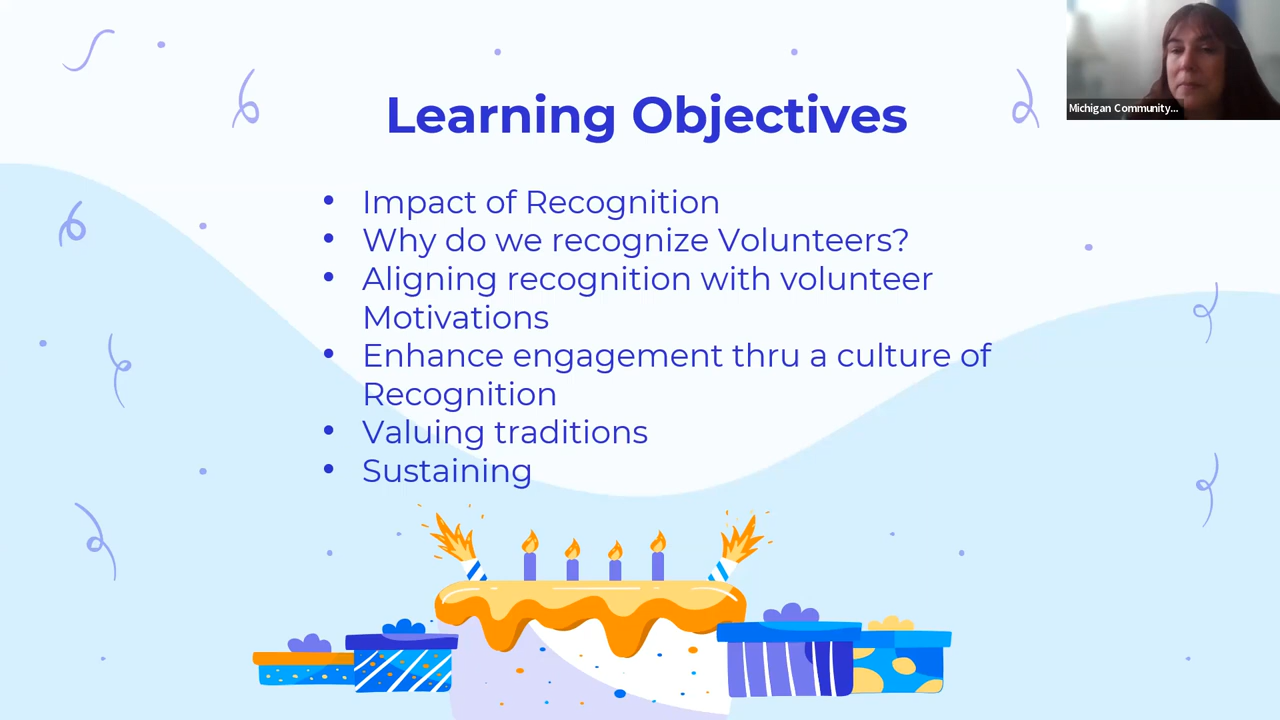 Learning Objectives
Michigan Community...
• Impact of Recognition
• Why do we recognize Volunteers?
• Aligning recognition with volunteer
Motivations
• Enhance engagement thru a culture of
Recognition
• Valuing traditions
• Sustaining